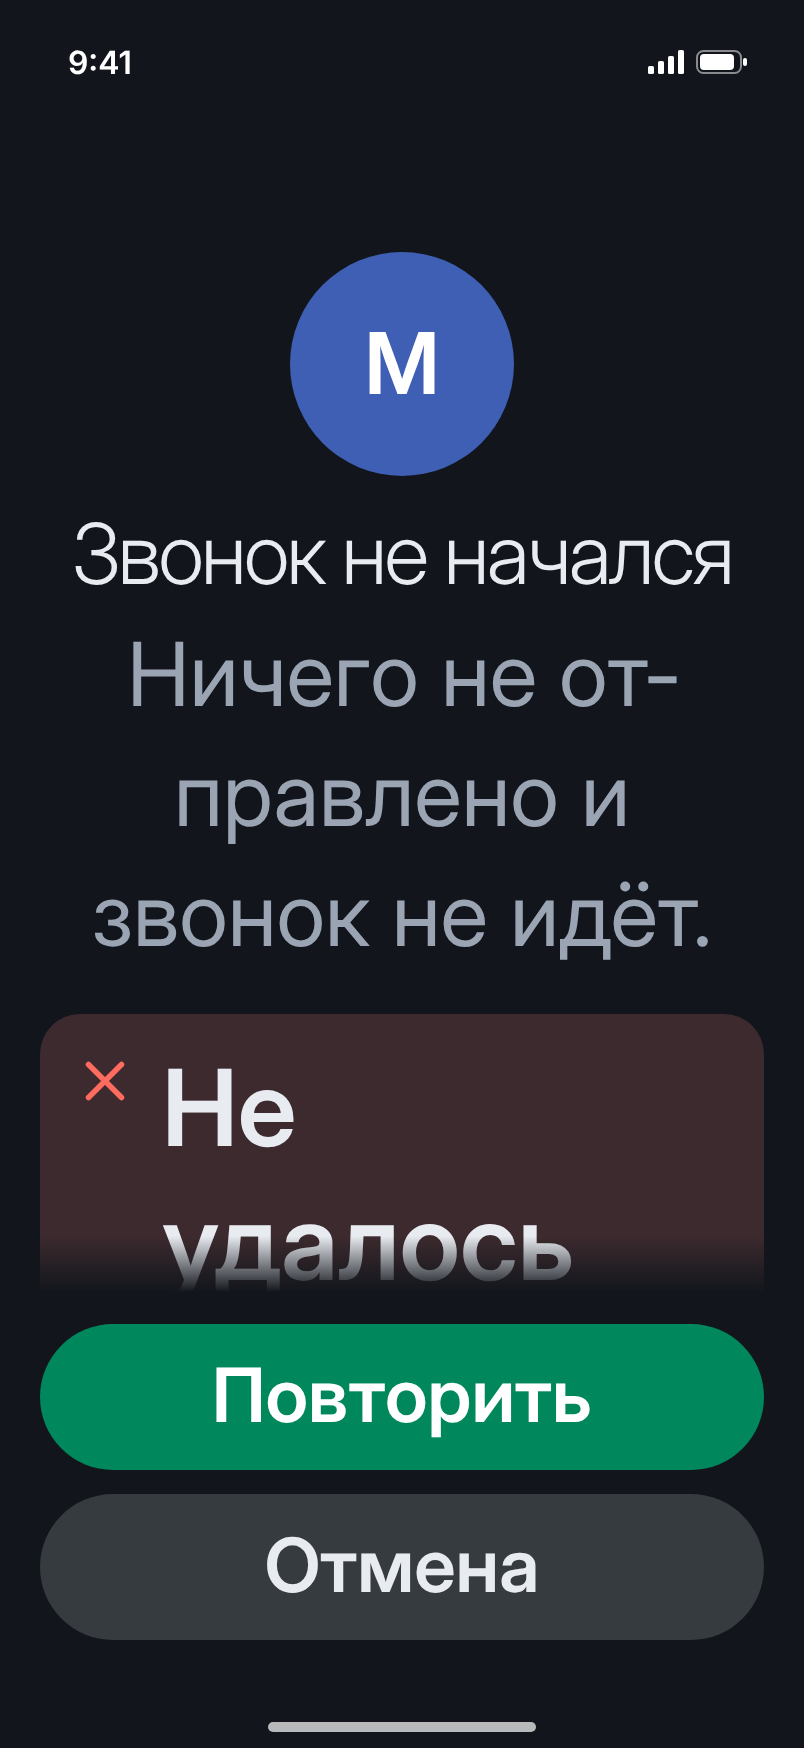 9:41
М
Звонок не начался
Ничего не от-
правлено и
звонок не идёт.
Не
удалось
Повторить
Отмена